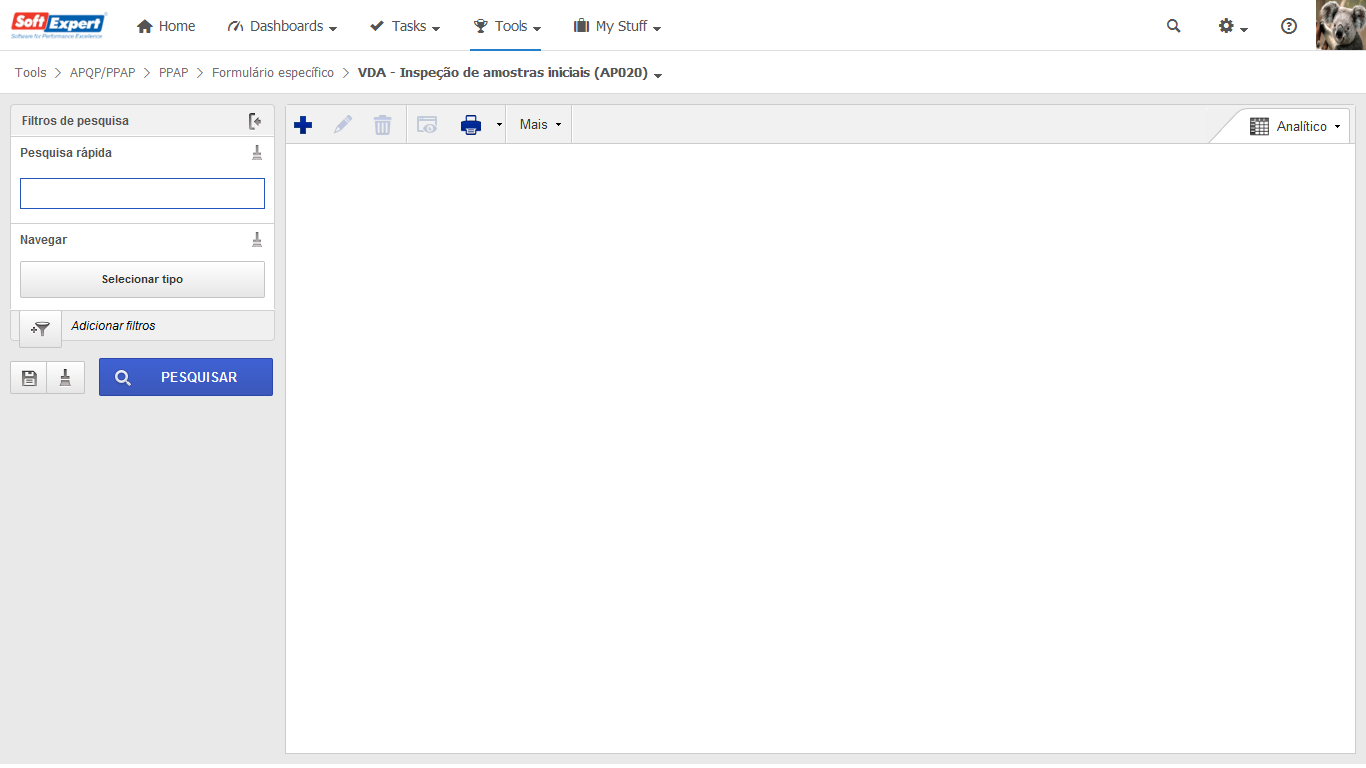 SoftExpert
Software for Performance Excellence
Home
Dashboards
Tasks
Tools
My Stuff
Tools > APQP/PPAP > PPAP > Formulário específico > VDA - Inspeção de amostras iniciais (AP020)
Filtros de pesquisa
Pesquisa rápida
Navegar
Selecionar tipo
Adicionar filtros
PESQUISAR
Mais
Analítico